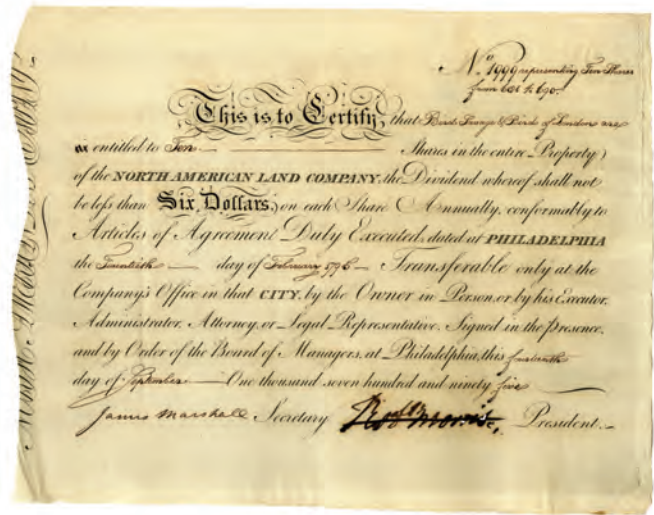 No. 1999 representing Ten Shares
from 681 to 690.
This is to Certify, that Bird Savage & Bird of London are
entitled to Ten Shares in the entire Property
of the NORTH AMERICAN LAND COMPANY, the Dividend whereof shall not
be less than Six Dollars, on each Share Annually, conformably to
Articles of Agreement Duly Executed, dated at PHILADELPHIA
the Twentieth day of February 1795 Transferable only at the
Company's Office in that CITY, by the Owner in Person, or by his Executor,
Administrator, Attorney, or Legal Representative. Signed in the Presence,
and by Order of the Board of Managers, at Philadelphia, this
day of September One thousand seven hundred and ninety five
James Marshall Secretary Robt Morris, President.